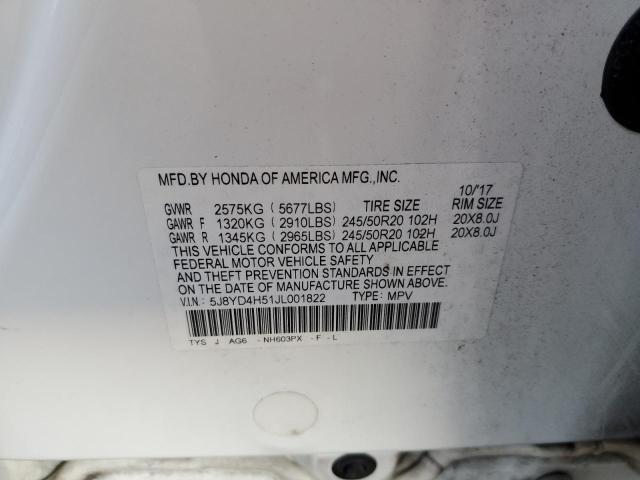 MFD.BY HONDA OF AMERICA MFG.,INC.
10/'17
GVWR 2575KG (5677LBS) TIRE SIZE RIM SIZE
GAWR F 1320KG (2910LBS) 245/50R20 102H 20X8.0J
GAWR R 1345KG (2965LBS) 245/50R20 102H 20X8.0J
THIS VEHICLE CONFORMS TO ALL APPLICABLE
FEDERAL MOTOR VEHICLE SAFETY
AND THEFT PREVENTION STANDARDS IN EFFECT
ON THE DATE OF MANUFACTURE SHOWN ABOVE.
V.I.N.: 5J8YD4H51JL001822 TYPE: MPV
TYS J AG6 -NH603PX -F -L